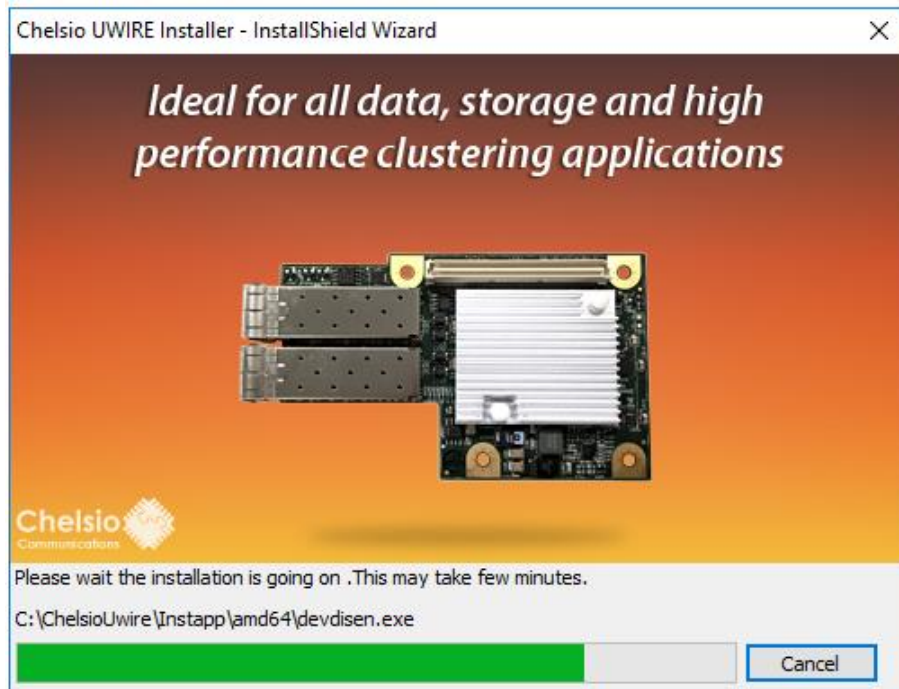 Chelsio UWIRE Installer - InstallShield Wizard
Ideal for all data, storage and high
performance clustering applications
Chelsio
Communications
Please wait the installation is going on .This may take few minutes.
C:\ChelsioUwire\Instapp\amd64\devdisen.exe
Cancel